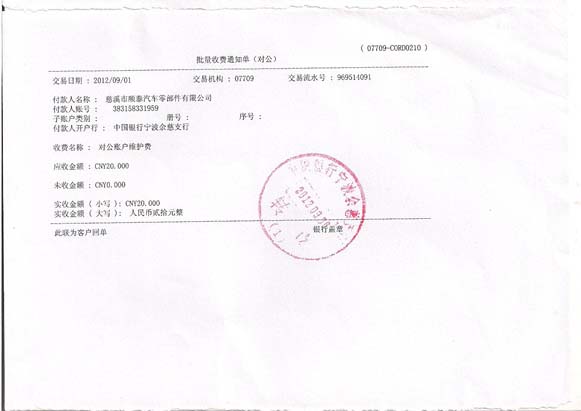 ( 07709-CORD0210 )
批量收费通知单（对公）
交易日期 : 2012/09/01 交易机构 : 07709 交易流水号 : 969514091
付款人名称 : 慈溪市顺泰汽车零部件有限公司
付款人账号 : 383158331959
子账户类别 : 册号 : 序号 :
付款人开户行 : 中国银行宁波余慈支行
收费名称 : 对公账户维护费
应收金额 : CNY20.000
未收金额 : CNY0.000
实收金额 ( 小写 ): CNY20.000
实收金额 ( 大写 ): 人民币贰拾元整
此联为客户回单 银行盖章